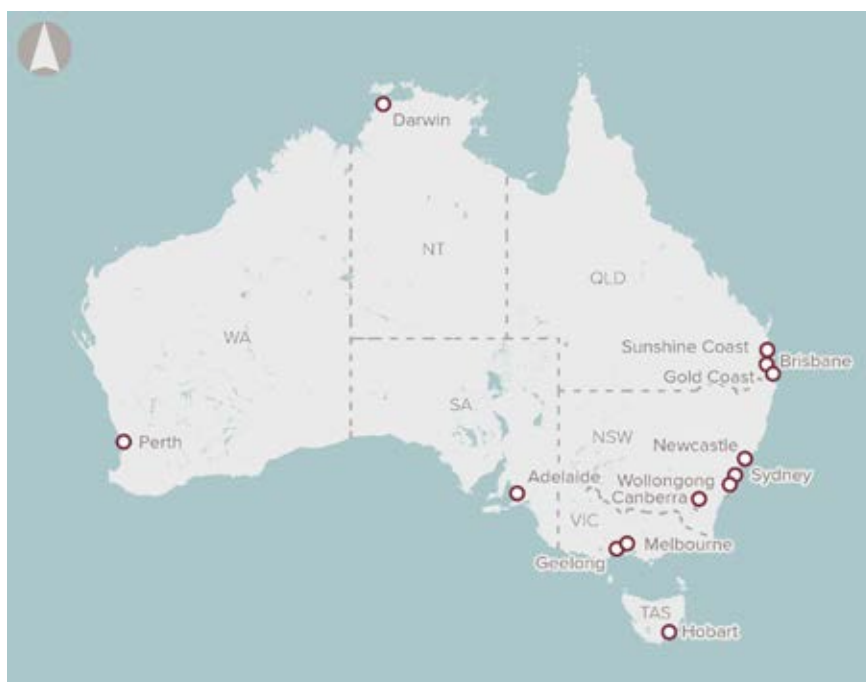 Darwin
NT
QLD
WA
Sunshine Coast
Brisbane
Gold Coast
SA
NSW
Newcastle
Perth
Adelaide
Wollongong
Sydney
Canberra
VIC
Melbourne
Geelong
TAS
Hobart